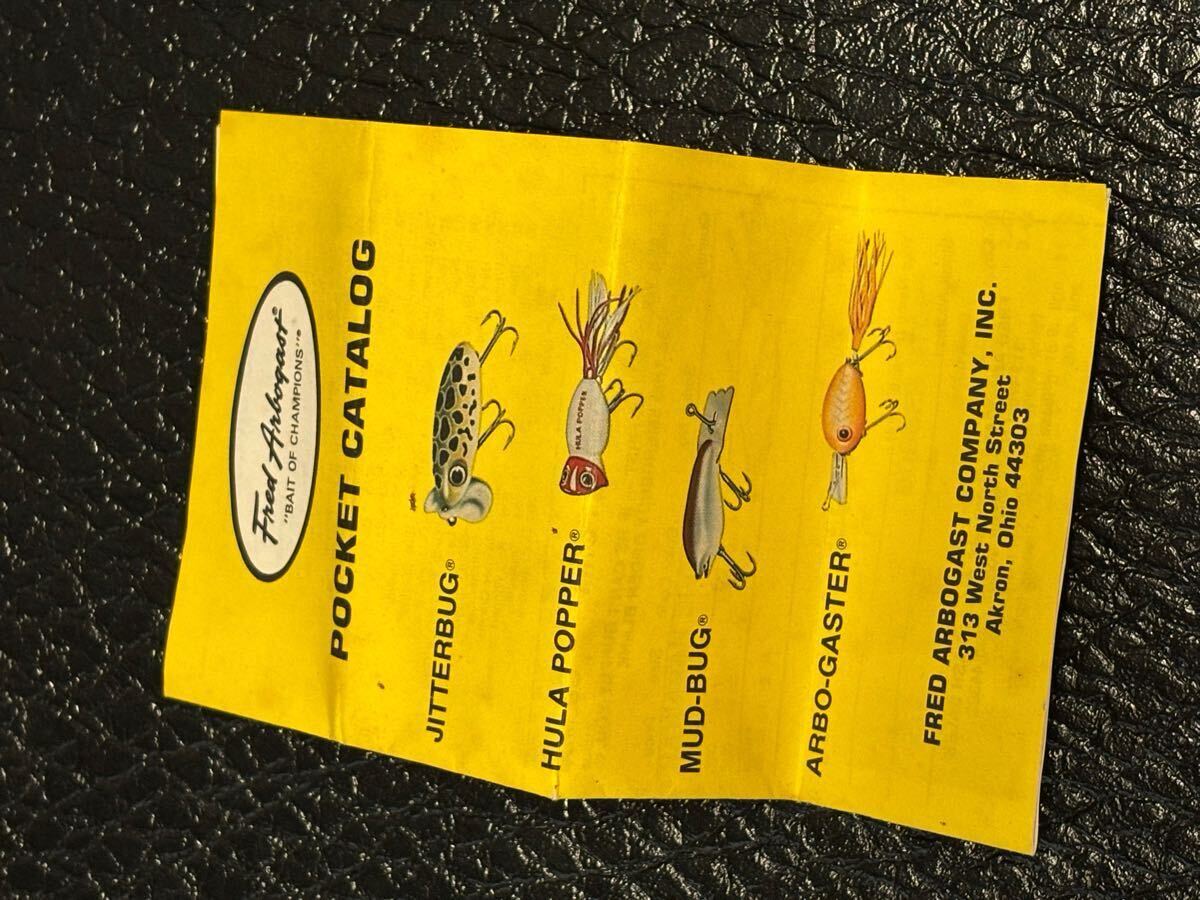 Fred Arbogast®
"BAIT OF CHAMPIONS"®
POCKET CATALOG
JITTERBUG®
HULA POPPER®
HULA POPPER
MUD-BUG®
ARBO-GASTER®
FRED ARBOGAST COMPANY, INC.
313 West North Street
Akron, Ohio 44303